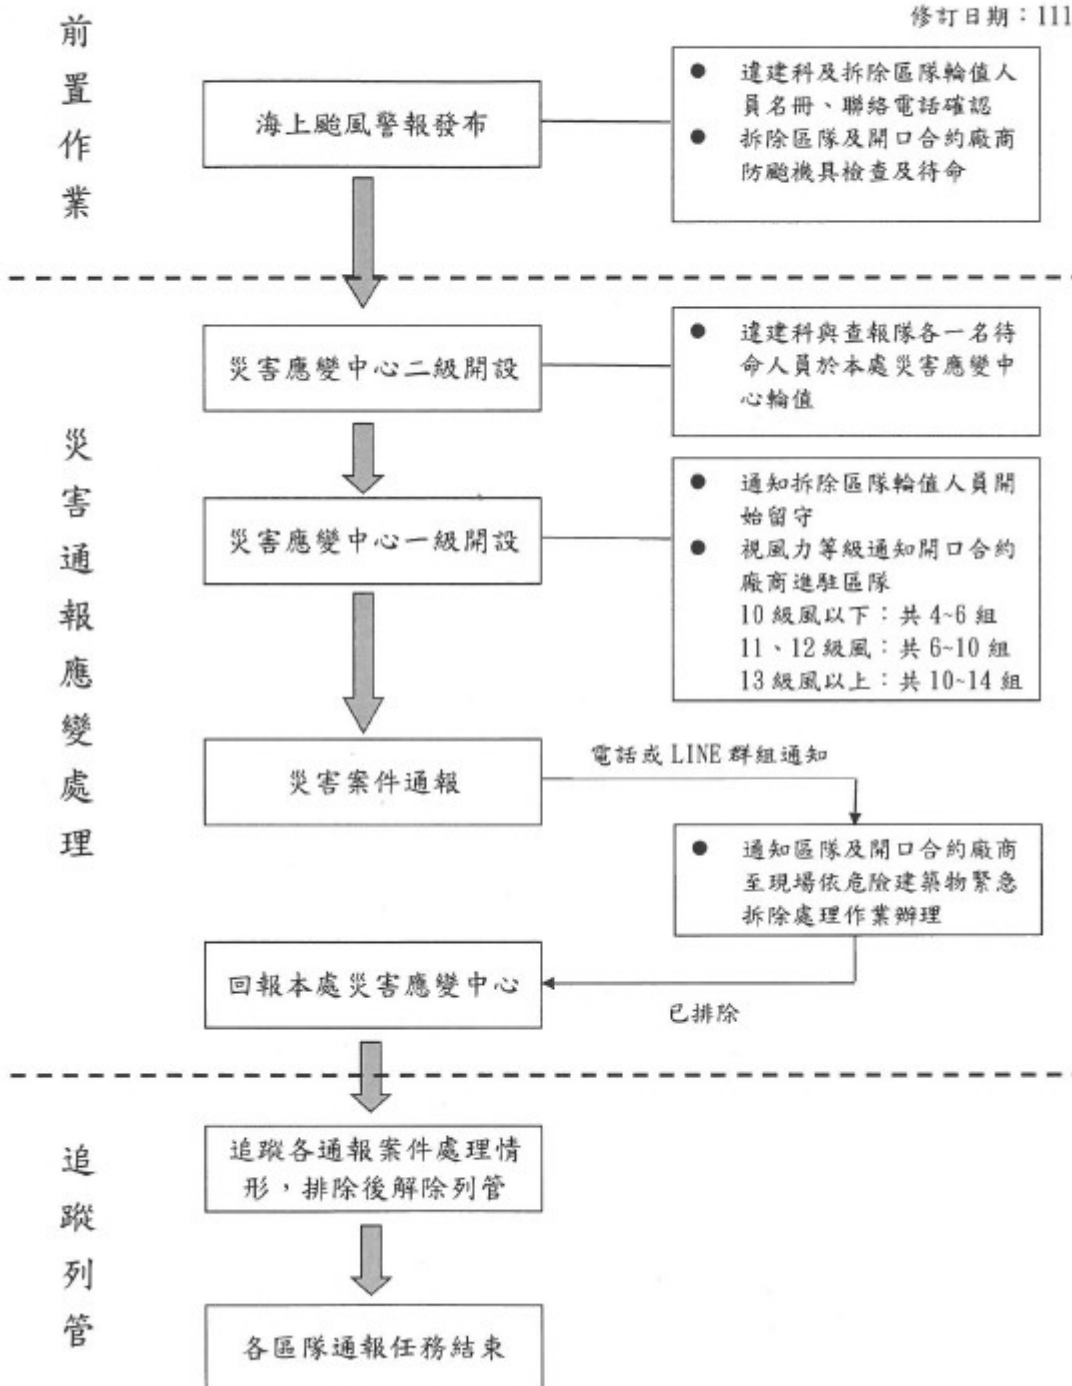 修訂日期：111
前置作業
海上颱風警報發布
● 違建科及拆除區隊輪值人
員名冊、聯絡電話確認
● 拆除區隊及開口合約廠商
防颱機具檢查及待命
災害通報應變處理
災害應變中心二級開設
● 違建科與查報隊各一名待
命人員於本處災害應變中
心輪值
災害應變中心一級開設
● 通知拆除區隊輪值人員開
始留守
● 視風力等級通知開口合約
廠商進駐區隊
10 級風以下：共 4~6 組
11、12 級風：共 6~10 組
13 級風以上：共 10~14 組
災害案件通報
電話或 LINE 群組通知
● 通知區隊及開口合約廠商
至現場依危險建築物緊急
拆除處理作業辦理
回報本處災害應變中心
已排除
追蹤列管
追蹤各通報案件處理情
形，排除後解除列管
各區隊通報任務結束